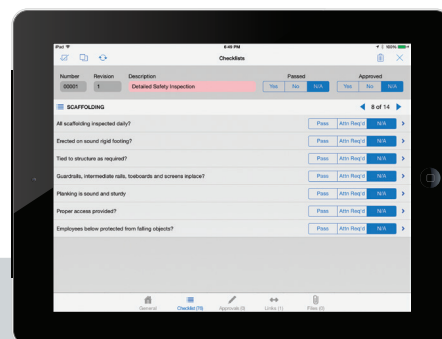 iPad 8:49 PM 100%
Checklists
Number Revision Description Passed Approved
00001 1 Detailed Safety Inspection Yes No N/A Yes No N/A
SCAFFOLDING 8 of 14
All scaffolding inspected daily? Pass Attn Req'd N/A
Erected on sound rigid footing? Pass Attn Req'd N/A
Tied to structure as required? Pass Attn Req'd N/A
Guardrails, intermediate rails, toeboards and screens inplace? Pass Attn Req'd N/A
Planking is sound and sturdy Pass Attn Req'd N/A
Proper access provided? Pass Attn Req'd N/A
Employees below protected from falling objects? Pass Attn Req'd N/A
General Checklist (79) Approvals (0) Links (1) Files (0)